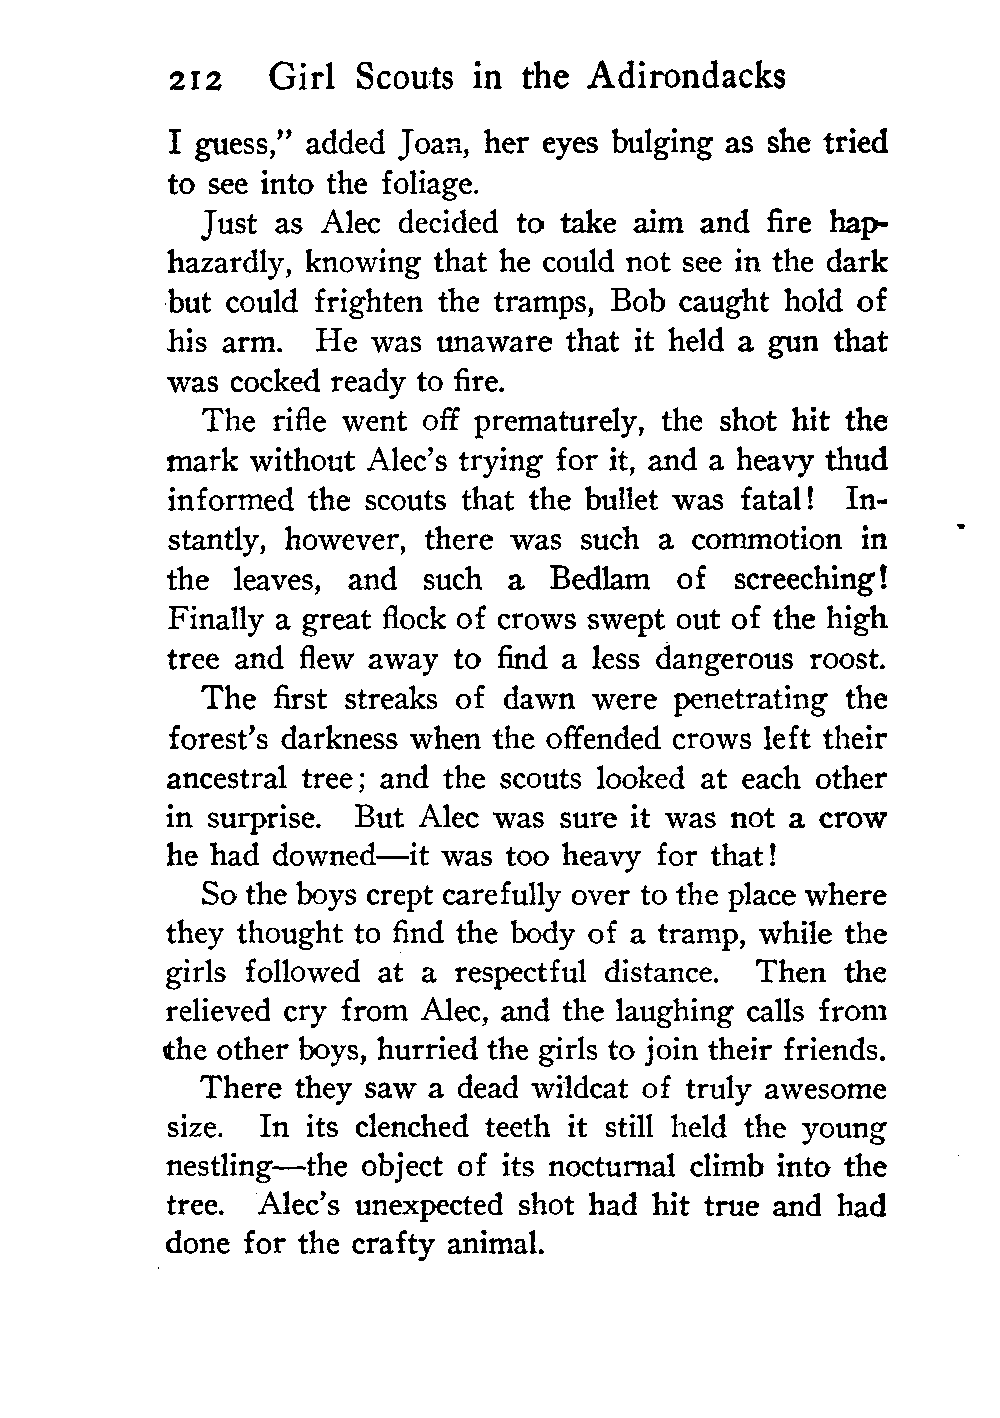 212 Girl Scouts in the Adirondacks
I guess," added Joan, her eyes bulging as she tried
to see into the foliage.
Just as Alec decided to take aim and fire hap-
hazardly, knowing that he could not see in the dark
but could frighten the tramps, Bob caught hold of
his arm. He was unaware that it held a gun that
was cocked ready to fire.
The rifle went off prematurely, the shot hit the
mark without Alec's trying for it, and a heavy thud
informed the scouts that the bullet was fatal! In-
stantly, however, there was such a commotion in
the leaves, and such a Bedlam of screeching!
Finally a great flock of crows swept out of the high
tree and flew away to find a less dangerous roost.
The first streaks of dawn were penetrating the
forest's darkness when the offended crows left their
ancestral tree; and the scouts looked at each other
in surprise. But Alec was sure it was not a crow
he had downed—it was too heavy for that!
So the boys crept carefully over to the place where
they thought to find the body of a tramp, while the
girls followed at a respectful distance. Then the
relieved cry from Alec, and the laughing calls from
the other boys, hurried the girls to join their friends.
There they saw a dead wildcat of truly awesome
size. In its clenched teeth it still held the young
nestling—the object of its nocturnal climb into the
tree. Alec's unexpected shot had hit true and had
done for the crafty animal.